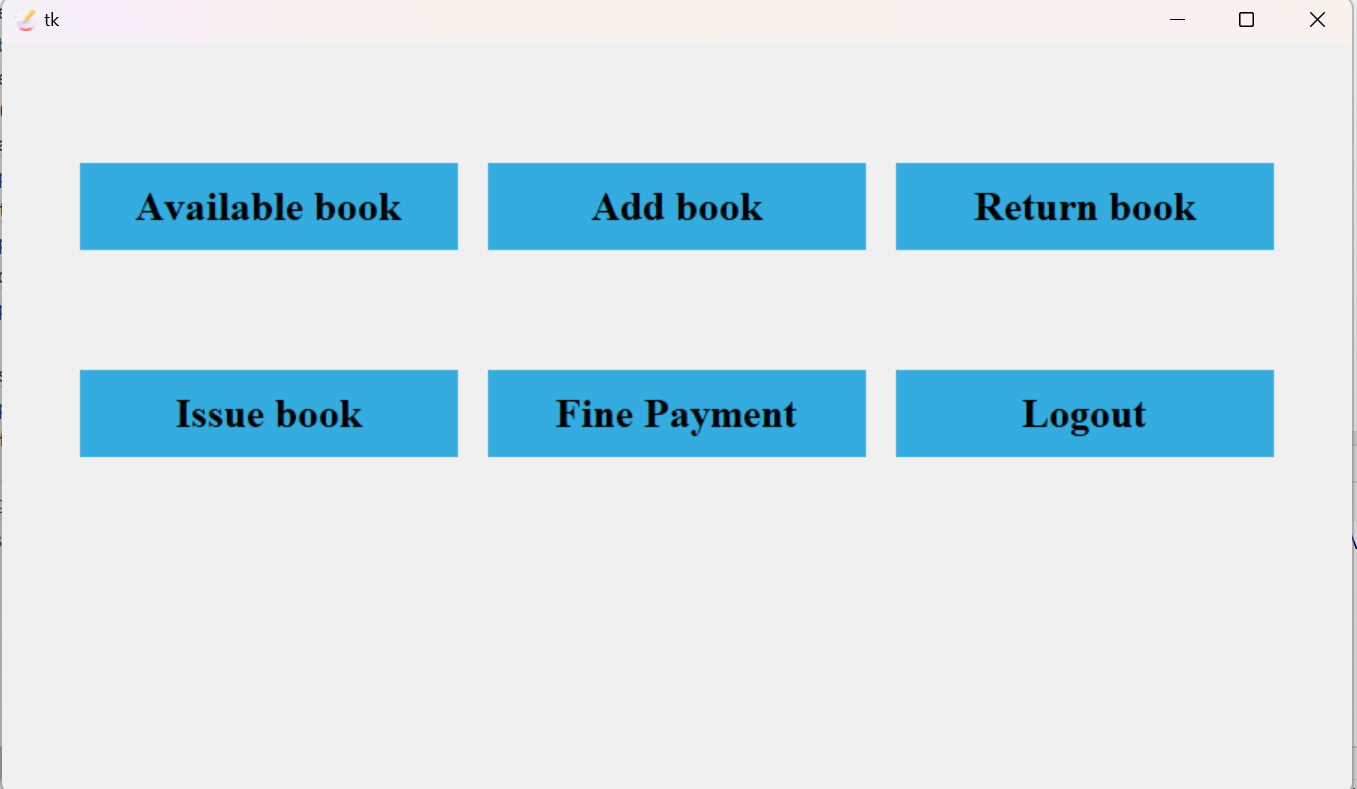 tk
Available book
Add book
Return book
Issue book
Fine Payment
Logout